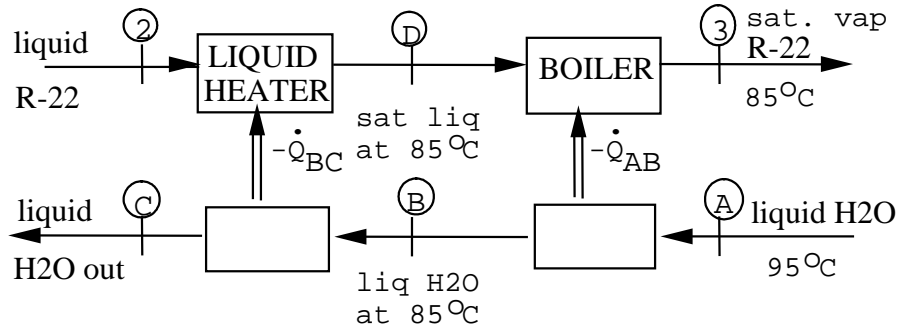 liquid
2
R-22
LIQUID
HEATER
D
sat liq
at 85°C
BOILER
3
sat. vap
R-22
85°C
-Q̇BC
-Q̇AB
liquid
C
H2O out
B
liq H2O
at 85°C
A
liquid H2O
95°C